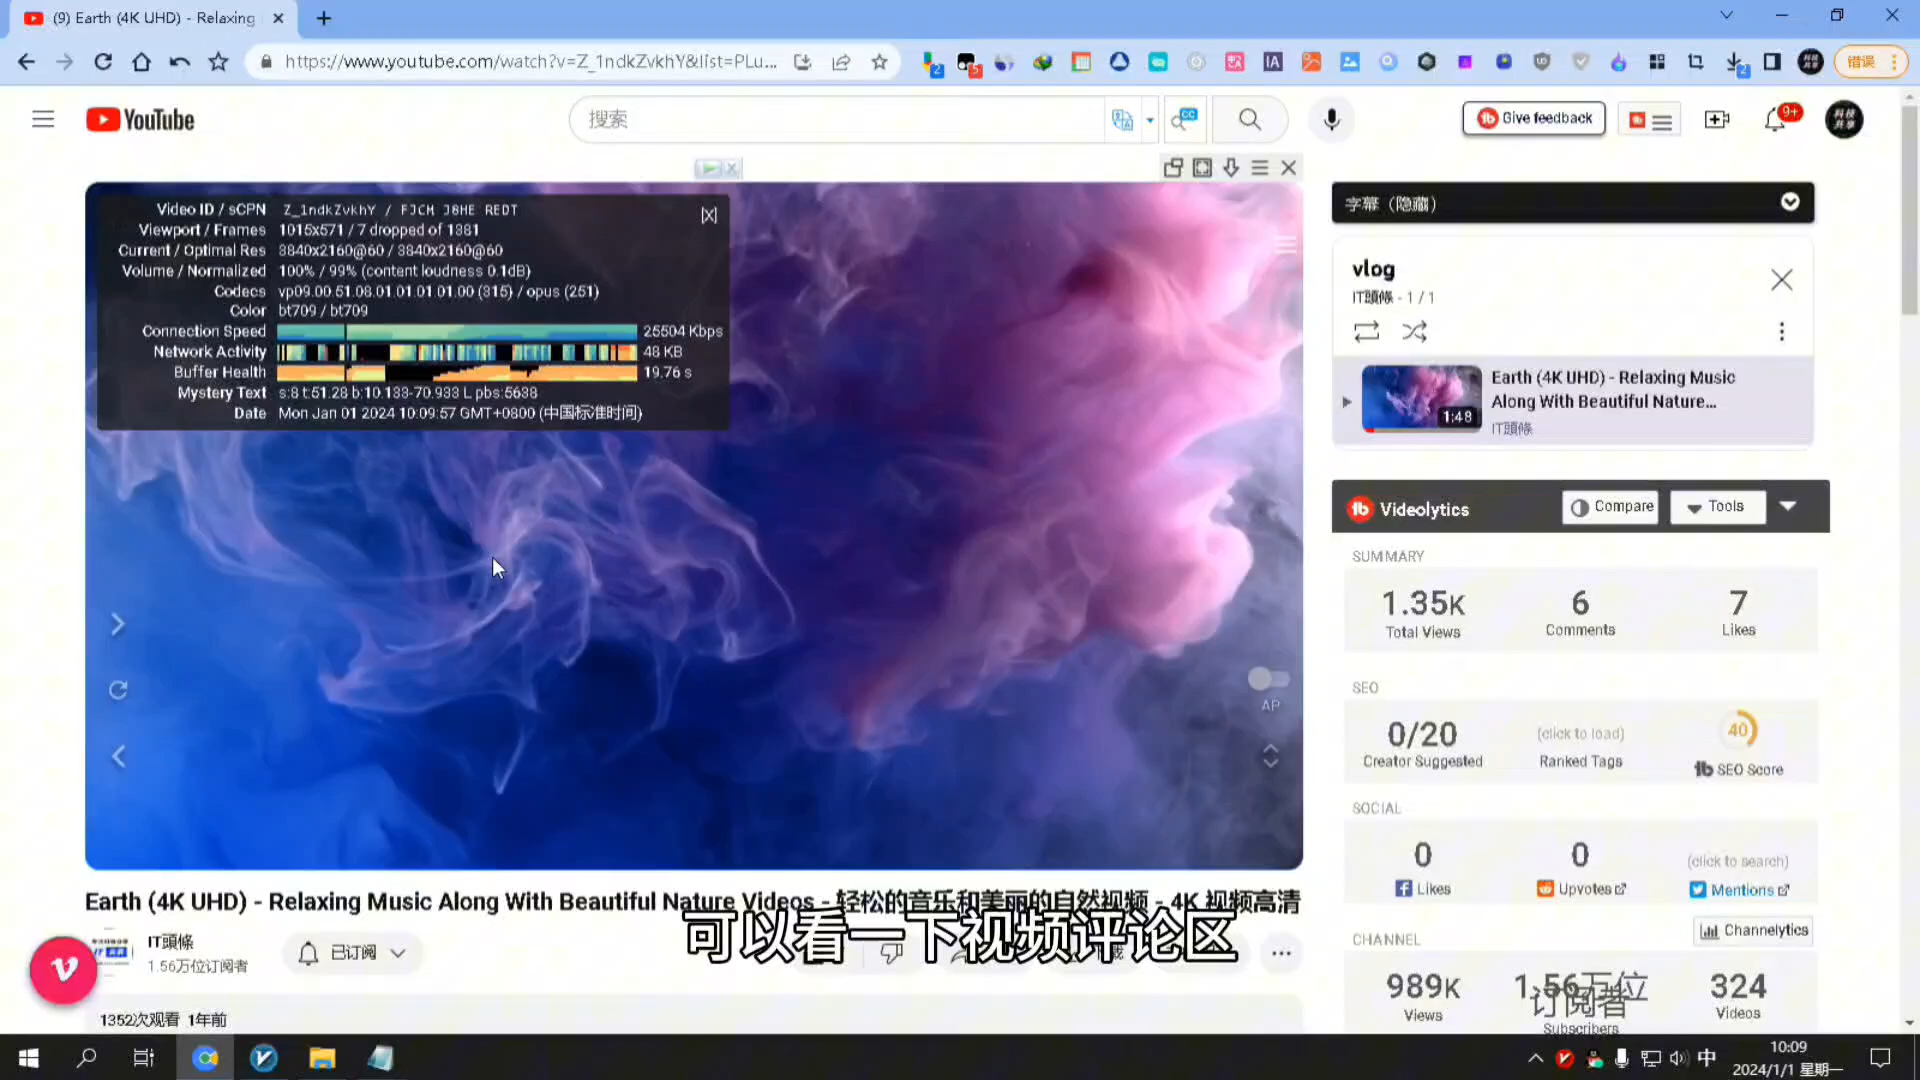 (9) Earth (4K UHD) - Relaxing
https://www.youtube.com/watch?v=Z_1ndkZvkhY&list=PLu...
错误
YouTube
搜索
Give feedback
9+
Video ID / sCPN Z_1ndkZvkhY / FJCM J8HE REDT
Viewport / Frames 1015x571 / 7 dropped of 1381
Current / Optimal Res 3840x2160@60 / 3840x2160@60
Volume / Normalized 100% / 99% (content loudness 0.1dB)
Codecs vp09.00.51.08.01.01.01.01.00 (315) / opus (251)
Color bt709 / bt709
Connection Speed 25504 Kbps
Network Activity 48 KB
Buffer Health 19.76 s
Mystery Text s:8 t:51.28 b:10.133-70.933 L pbs:5638
Date Mon Jan 01 2024 10:09:57 GMT+0800 (中国标准时间)
AP
字幕（隐藏）
vlog
IT頭條 - 1 / 1
Earth (4K UHD) - Relaxing Music
Along With Beautiful Nature...
1:48
IT頭條
Videolytics
Compare
Tools
SUMMARY
1.35K 6 7
Total Views Comments Likes
SEO
0/20 (click to load) 40
Creator Suggested Ranked Tags SEO Score
SOCIAL
0 0 (click to search)
Likes Upvotes Mentions
CHANNEL
Channelytics
989K 1.56万位订阅者 324
Views Subscribers Videos
Earth (4K UHD) - Relaxing Music Along With Beautiful Nature Videos - 轻松的音乐和美丽的自然视频 - 4K 视频高清
可以看一下视频评论区
IT頭條
1.56万位订阅者
已订阅
1352次观看 1年前
中
10:09
2024/1/1 星期一